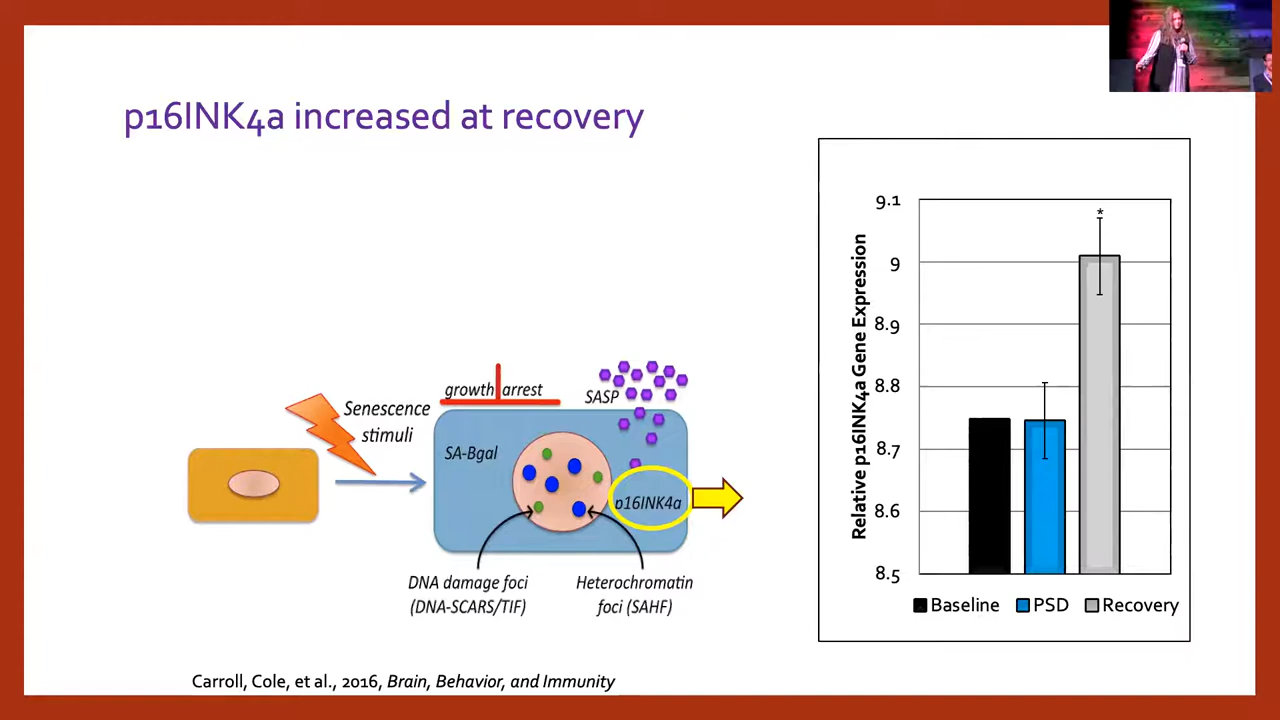 p16INK4a increased at recovery
Senescence
stimuli
growth arrest
SASP
SA-Bgal
p16INK4a
DNA damage foci
(DNA-SCARS/TIF)
Heterochromatin
foci (SAHF)
Relative p16INK4a Gene Expression
9.1
9
8.9
8.8
8.7
8.6
8.5
*
Baseline PSD Recovery
Carroll, Cole, et al., 2016, Brain, Behavior, and Immunity